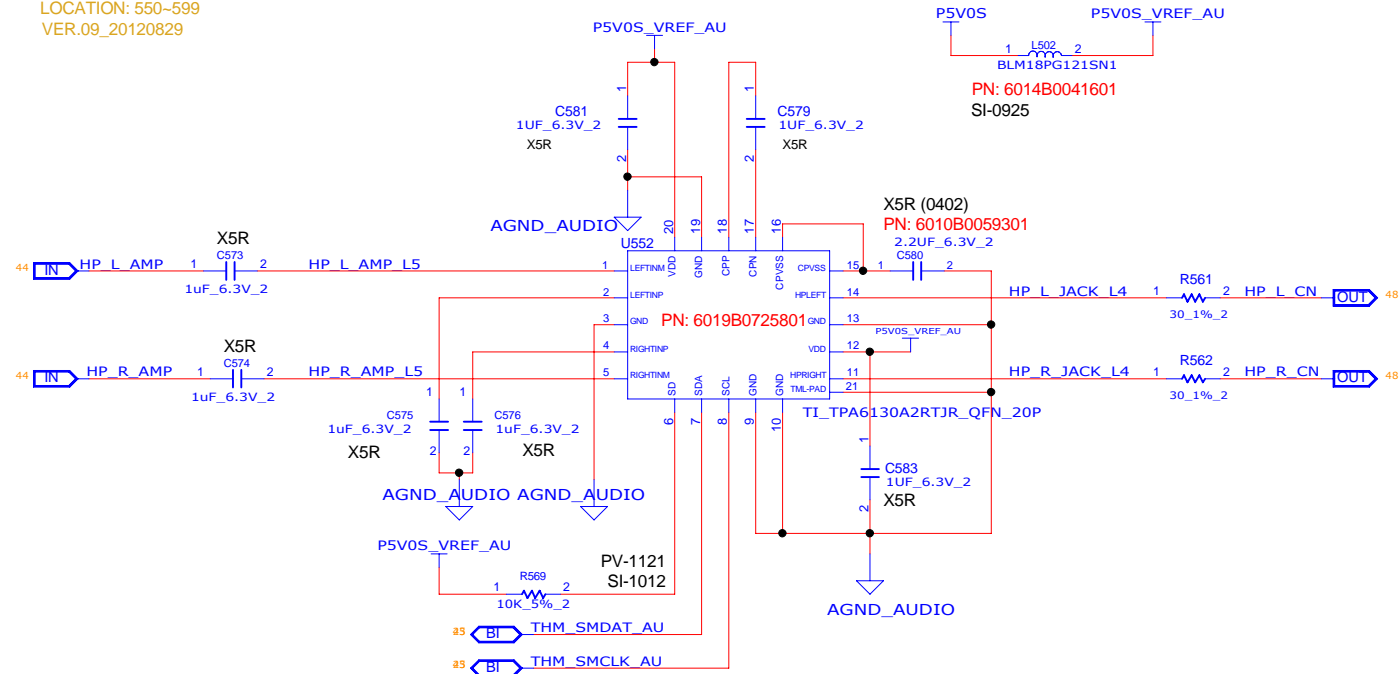 LOCATION: 550~599
VER.09_20120829
P5V0S_VREF_AU
P5V0S
P5V0S_VREF_AU
1
L502
2
BLM18PG121SN1
PN: 6014B0041601
SI-0925
1
C581
1UF_6.3V_2
X5R
2
1
C579
1UF_6.3V_2
X5R
2
AGND_AUDIO
X5R (0402)
PN: 6010B0059301
2.2UF_6.3V_2
C580
1
2
U552
20
19
18
17
16
VDD
GND
CPP
CPN
CPVSS
44
IN
HP_L_AMP
X5R
1
C573
2
1uF_6.3V_2
HP_L_AMP_L5
1
LEFTINM
2
LEFTINP
3
GND
4
RIGHTINP
5
RIGHTINM
PN: 6019B0725801
CPVSS
15
HPLEFT
14
GND
13
VDD
12
HPRIGHT
11
TML-PAD
21
P5V0S_VREF_AU
HP_L_JACK_L4
1
R561
2
30_1%_2
HP_L_CN
OUT
48
44
IN
HP_R_AMP
X5R
1
C574
2
1uF_6.3V_2
HP_R_AMP_L5
HP_R_JACK_L4
1
R562
2
30_1%_2
HP_R_CN
OUT
48
SD
SDA
SCL
GND
GND
6
7
8
9
10
TI_TPA6130A2RTJR_QFN_20P
1
C575
1uF_6.3V_2
X5R
2
1
C576
1uF_6.3V_2
X5R
2
1
C583
1UF_6.3V_2
X5R
2
AGND_AUDIO
AGND_AUDIO
P5V0S_VREF_AU
PV-1121
SI-1012
1
R569
2
10K_5%_2
AGND_AUDIO
BI
THM_SMDAT_AU
BI
THM_SMCLK_AU